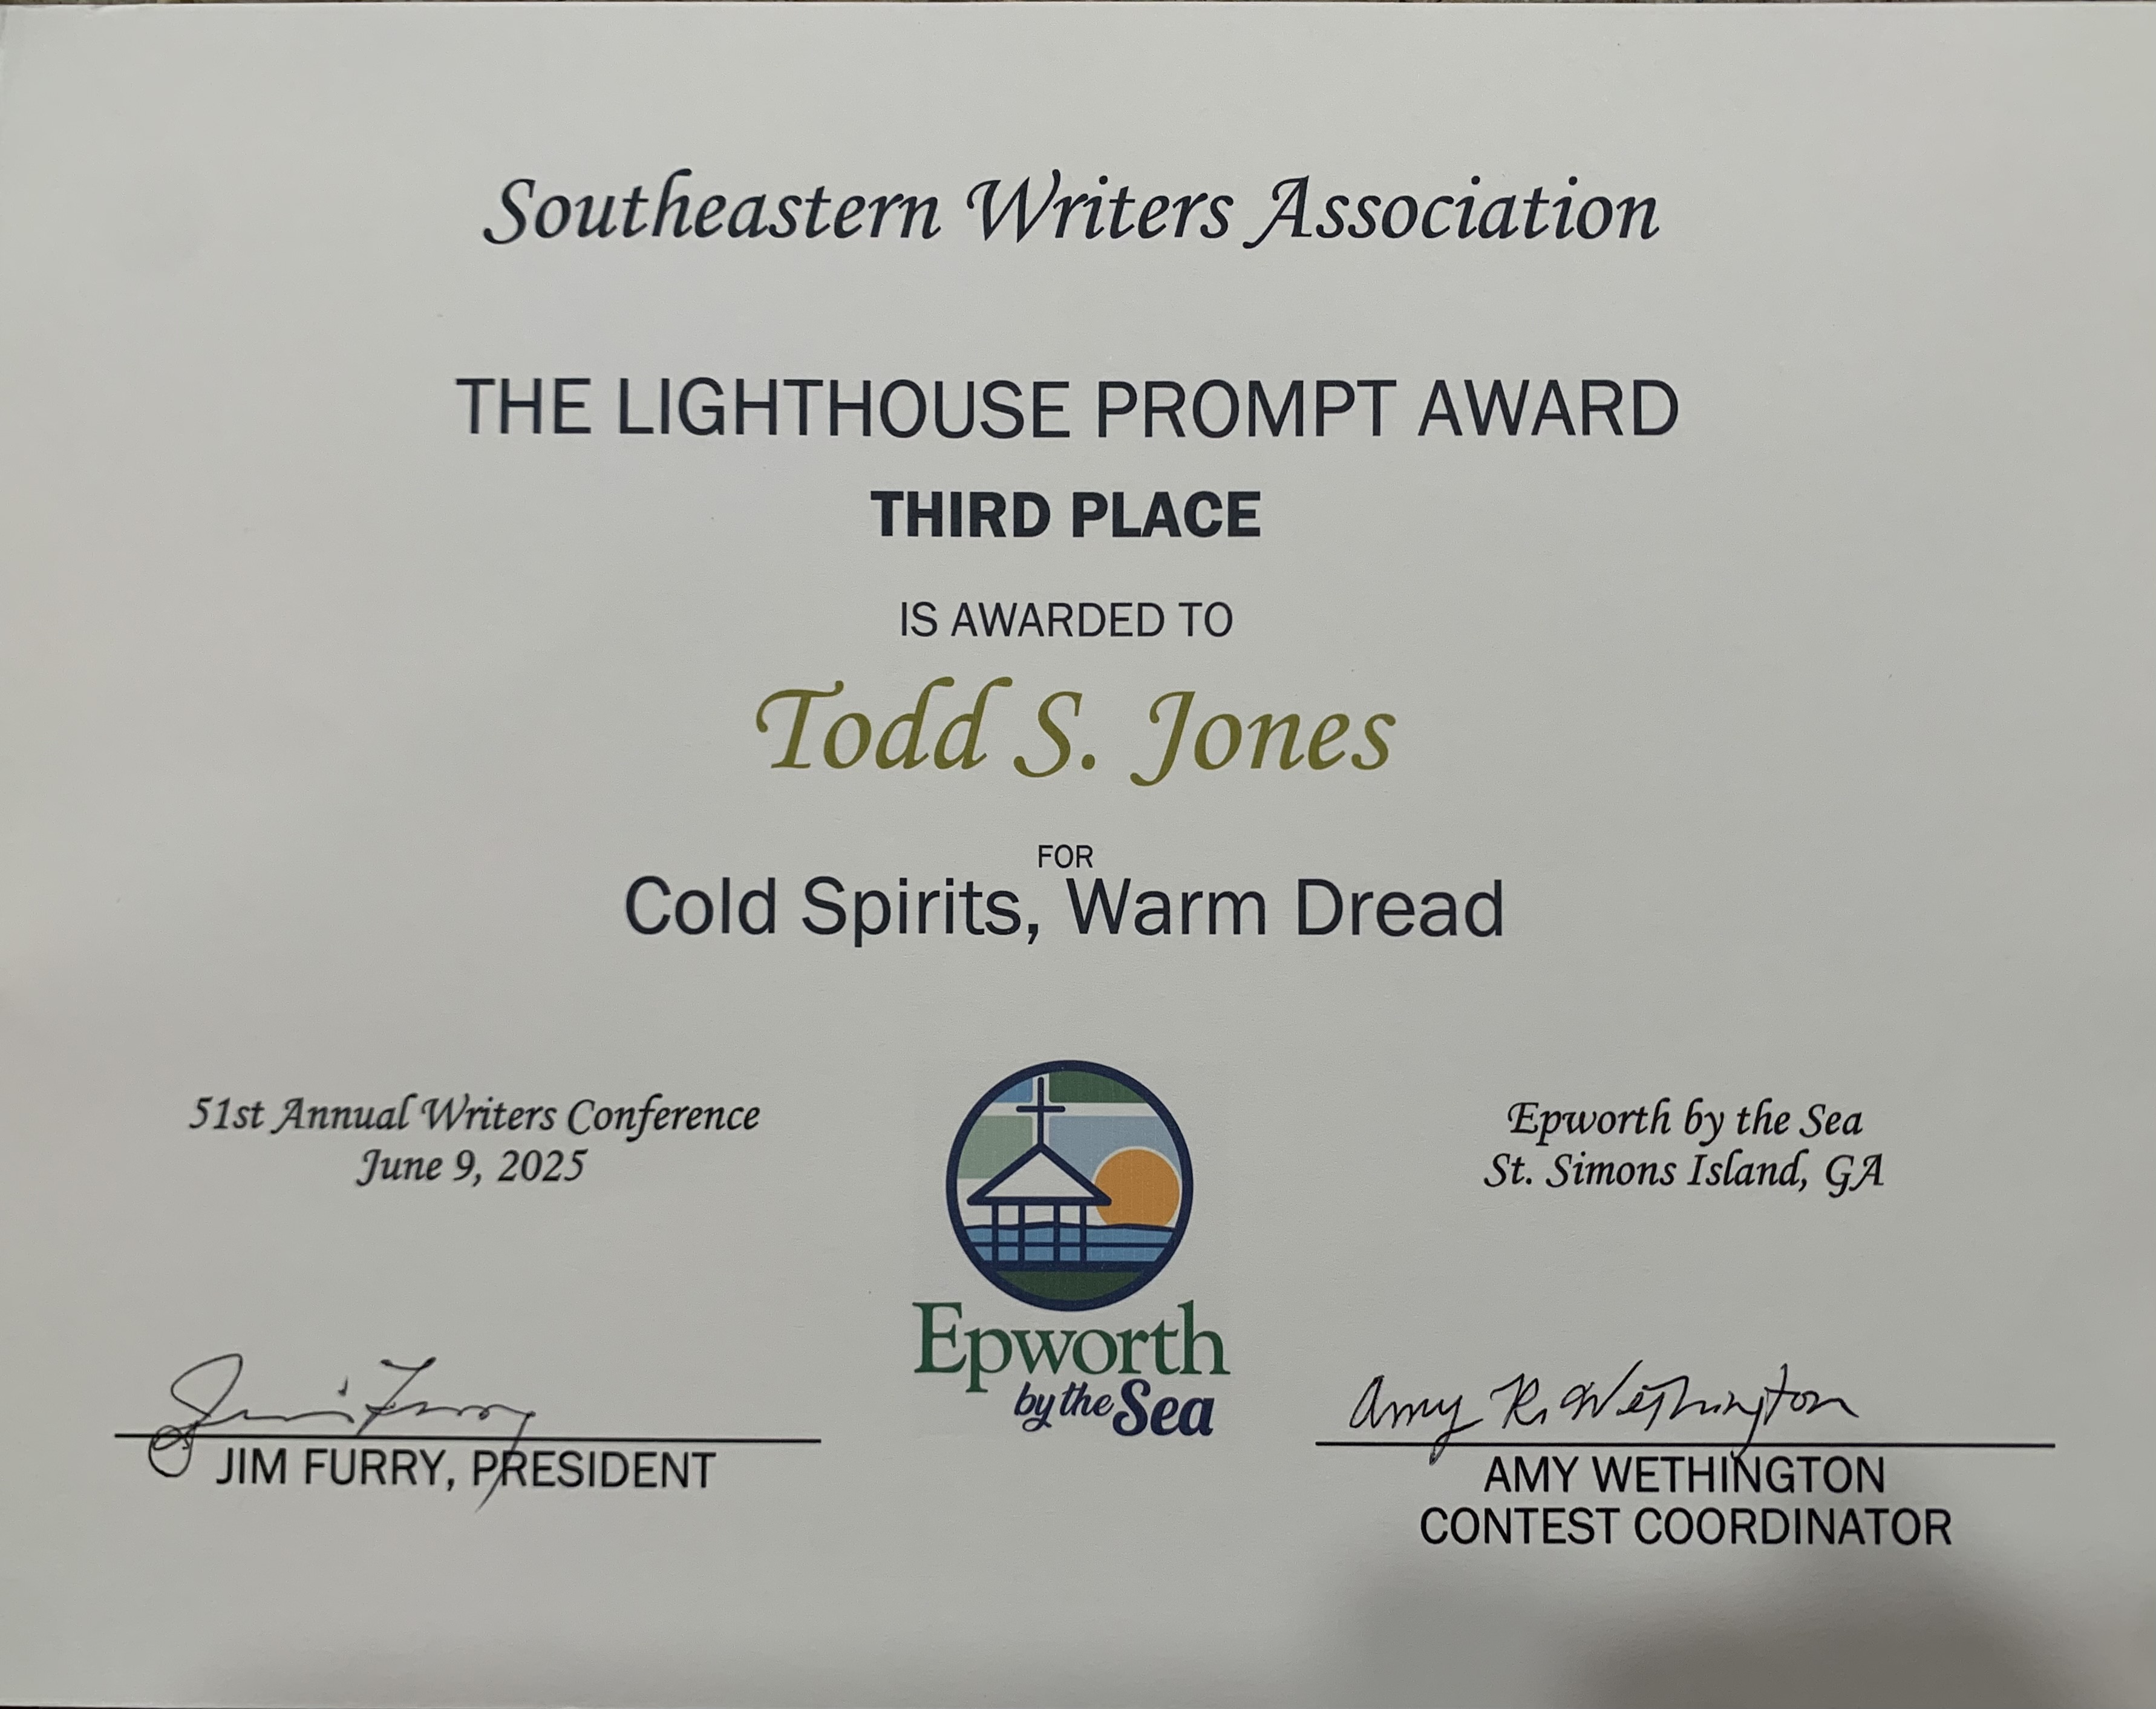 Southeastern Writers Association
THE LIGHTHOUSE PROMPT AWARD
THIRD PLACE
IS AWARDED TO
Todd S. Jones
FOR
Cold Spirits, Warm Dread
51st Annual Writers Conference
June 9, 2025
Epworth by the Sea
St. Simons Island, GA
Epworth
by the Sea
Jim Furry
JIM FURRY, PRESIDENT
Amy R. Wethington
AMY WETHINGTON
CONTEST COORDINATOR